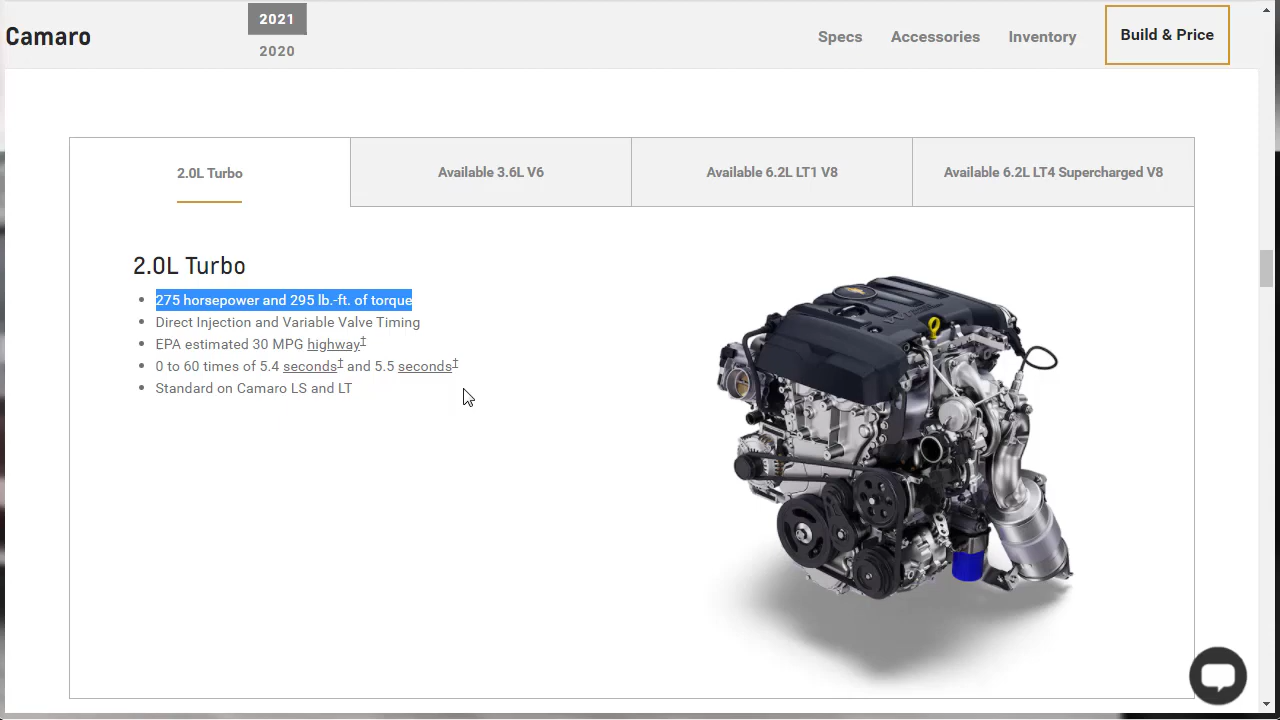 Camaro
2021
2020
Specs
Accessories
Inventory
Build & Price
2.0L Turbo
Available 3.6L V6
Available 6.2L LT1 V8
Available 6.2L LT4 Supercharged V8
2.0L Turbo
275 horsepower and 295 lb.-ft. of torque
Direct Injection and Variable Valve Timing
EPA estimated 30 MPG highway†
0 to 60 times of 5.4 seconds† and 5.5 seconds†
Standard on Camaro LS and LT